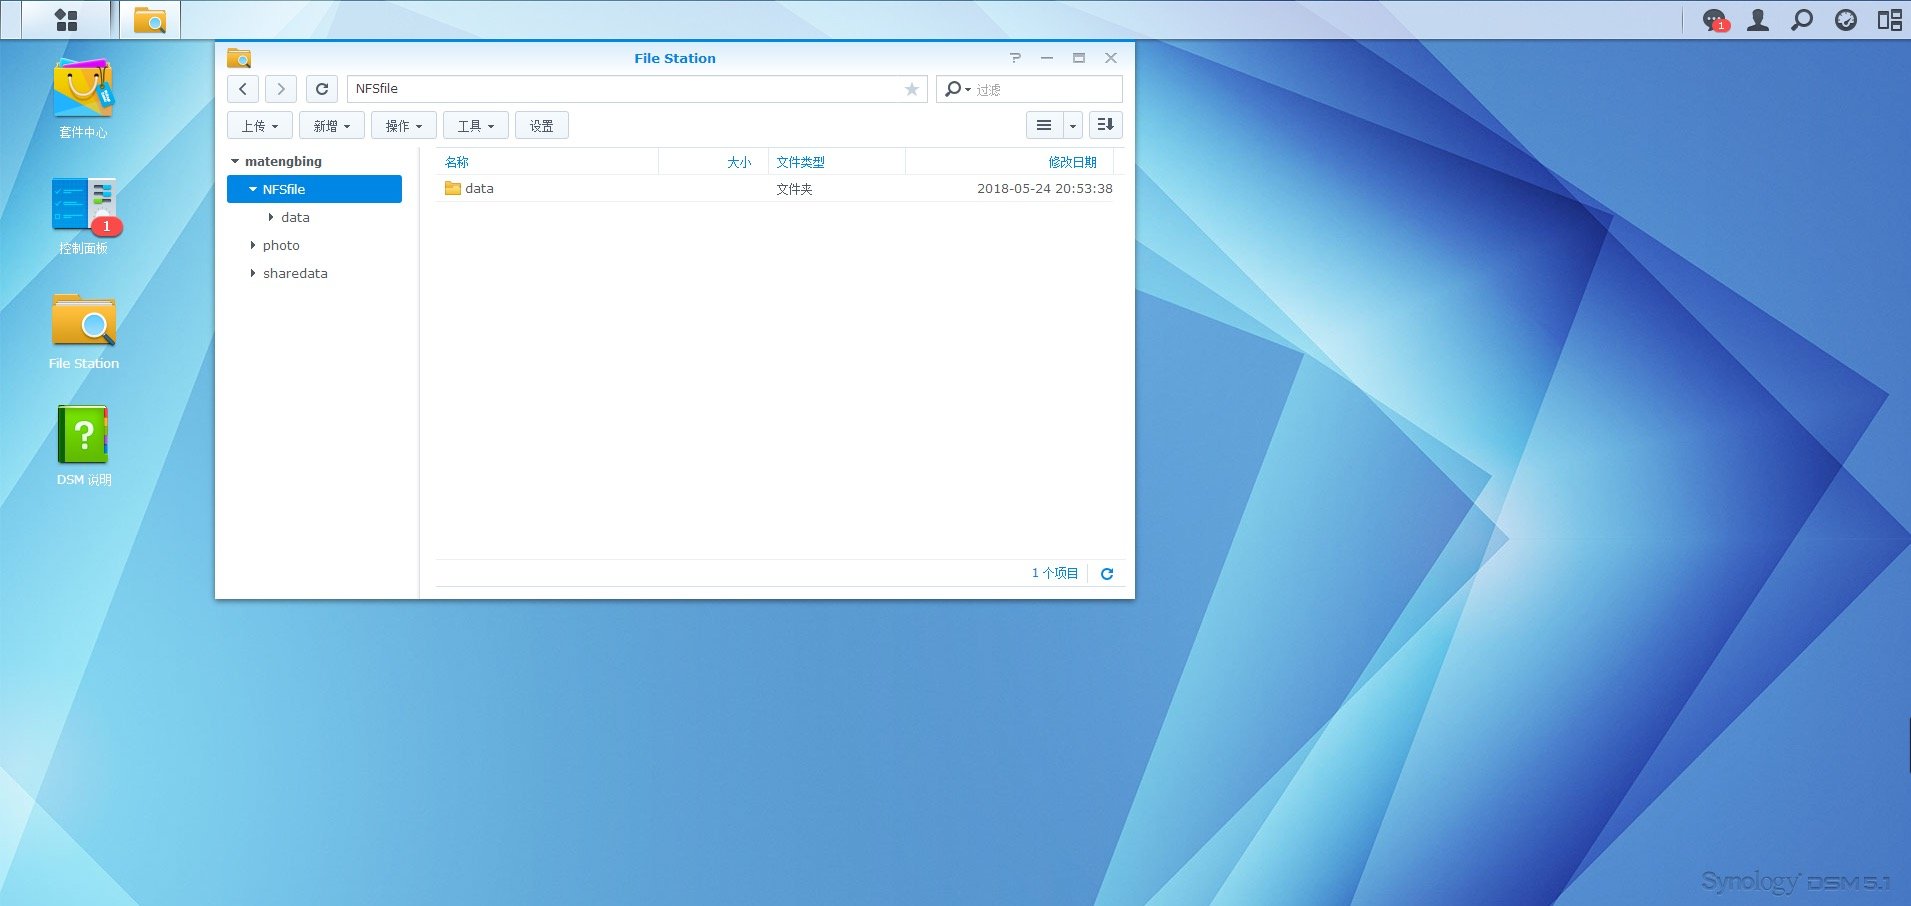 1
套件中心
1
控制面板
File Station
?
DSM 说明
File Station
?
NFSfile
过滤
上传 新增 操作 工具 设置
matengbing
NFSfile
data
photo
sharedata
名称 大小 文件类型 修改日期
data 文件夹 2018-05-24 20:53:38
1 个项目
Synology DSM 5.1